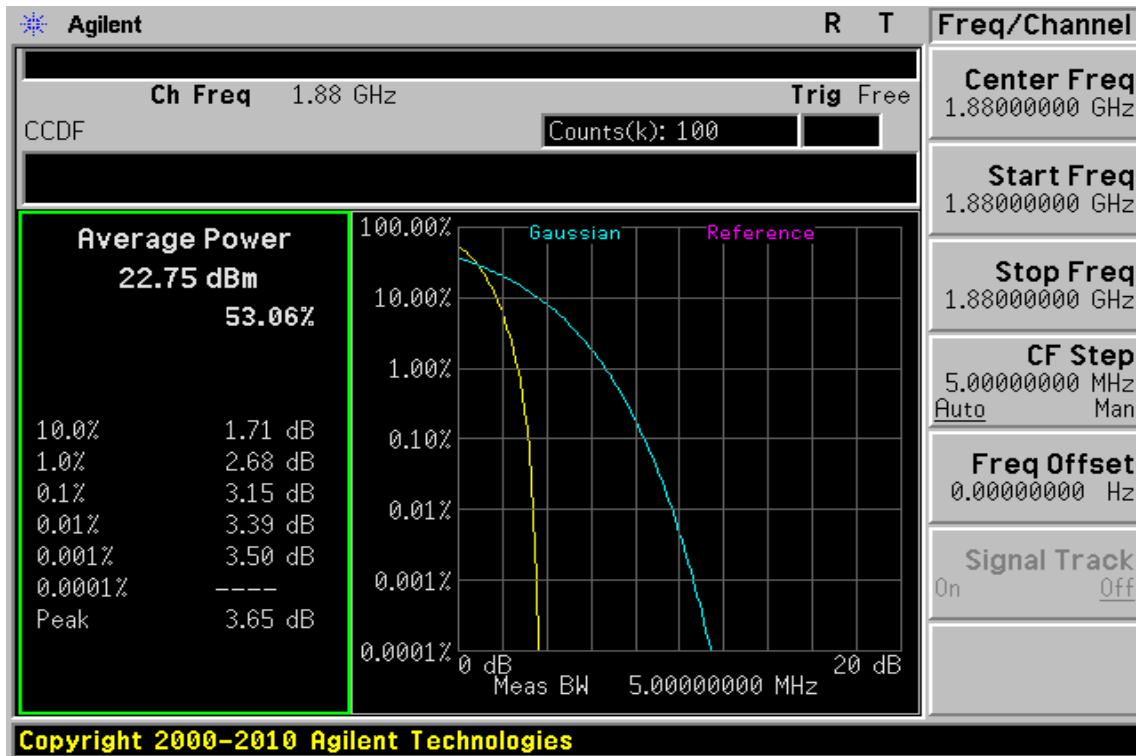 Agilent R T
Ch Freq 1.88 GHz Trig Free
CCDF Counts(k): 100
Average Power
22.75 dBm
53.06%
10.0% 1.71 dB
1.0% 2.68 dB
0.1% 3.15 dB
0.01% 3.39 dB
0.001% 3.50 dB
0.0001% ----
Peak 3.65 dB
Gaussian Reference
100.00%
10.00%
1.00%
0.10%
0.01%
0.001%
0.0001%
0 dB 20 dB
Meas BW 5.00000000 MHz
Freq/Channel
Center Freq
1.88000000 GHz
Start Freq
1.88000000 GHz
Stop Freq
1.88000000 GHz
CF Step
5.00000000 MHz
Auto Man
Freq Offset
0.00000000 Hz
Signal Track
On Off
Copyright 2000-2010 Agilent Technologies